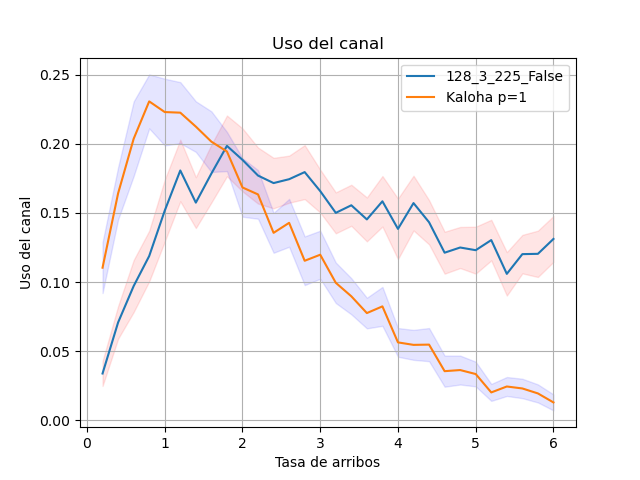 Uso del canal
128_3_225_False
Kaloha p=1
Uso del canal
0.25
0.20
0.15
0.10
0.05
0.00
0 1 2 3 4 5 6
Tasa de arribos